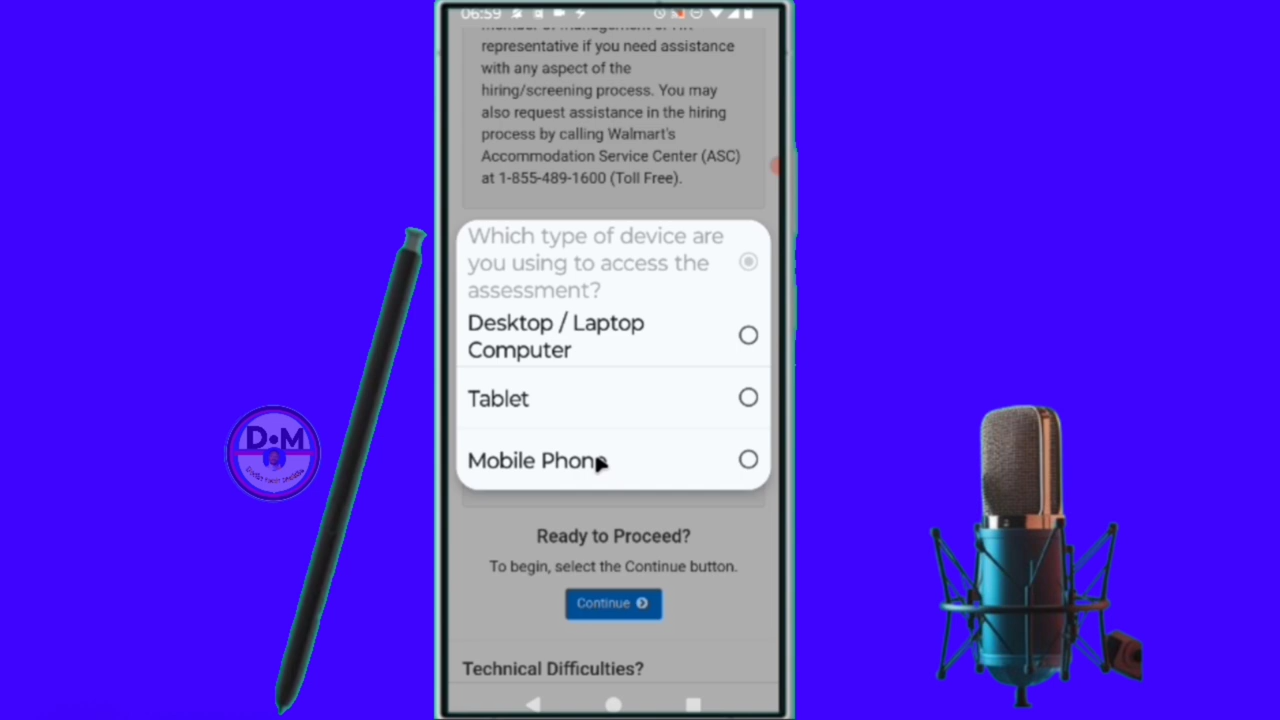 06:59
representative if you need assistance
with any aspect of the
hiring/screening process. You may
also request assistance in the hiring
process by calling Walmart's
Accommodation Service Center (ASC)
at 1-855-489-1600 (Toll Free).
Which type of device are
you using to access the
assessment?
Desktop / Laptop
Computer
Tablet
Mobile Phone
D•M
Ready to Proceed?
To begin, select the Continue button.
Continue
Technical Difficulties?